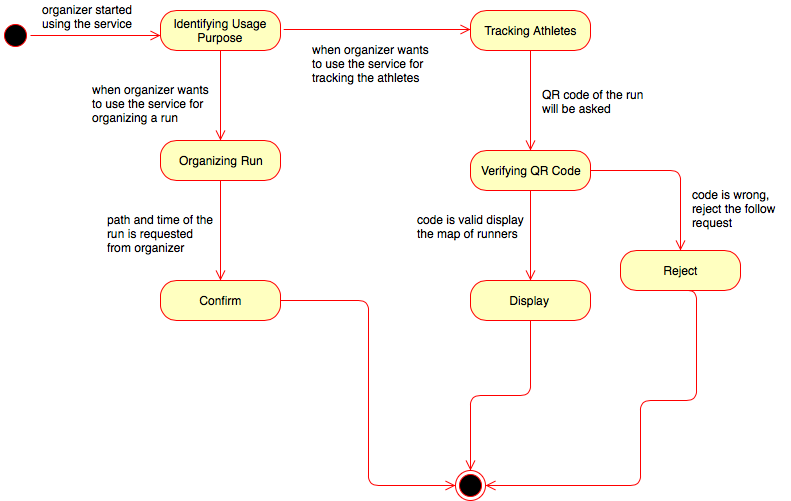 organizer started
using the service
Identifying Usage
Purpose
when organizer wants
to use the service for
tracking the athletes
Tracking Athletes
when organizer wants
to use the service for
organizing a run
QR code of the run
will be asked
Organizing Run
Verifying QR Code
path and time of the
run is requested
from organizer
code is valid display
the map of runners
code is wrong,
reject the follow
request
Confirm
Display
Reject